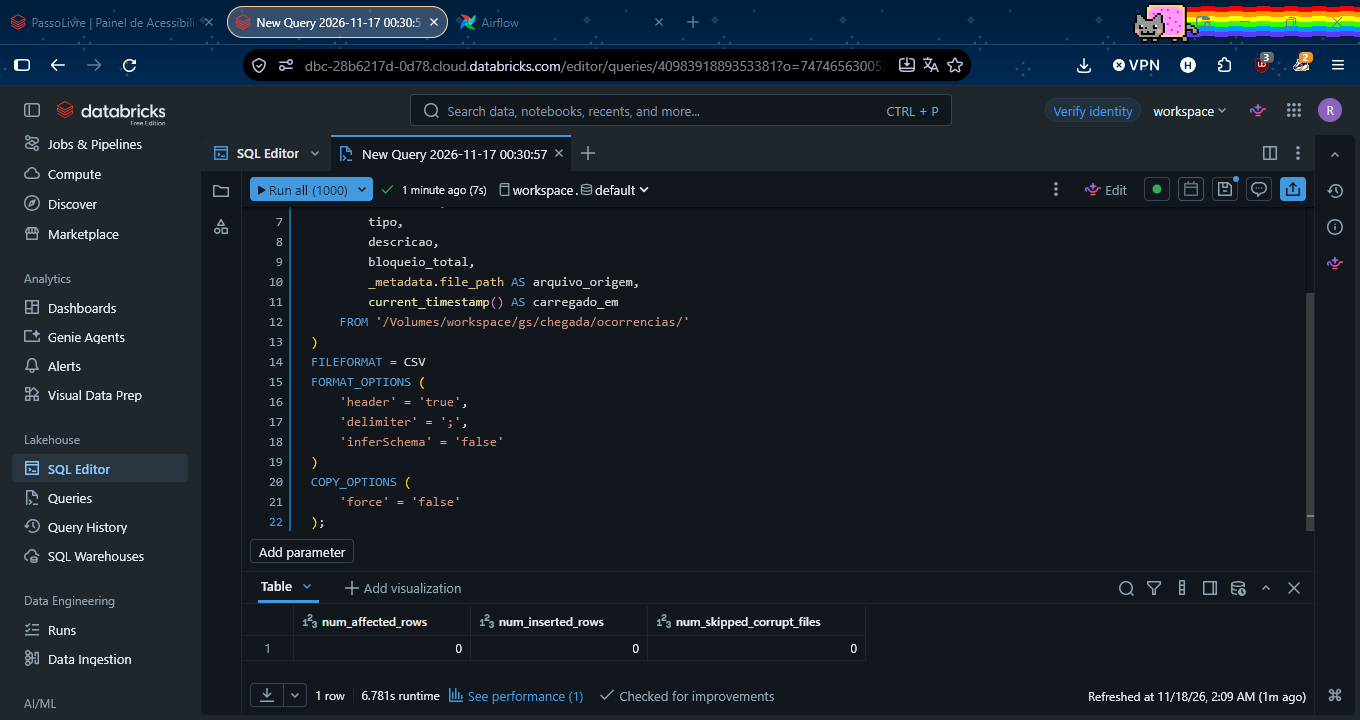 PassoLivre | Painel de Acessibili
New Query 2026-11-17 00:30:5
Airflow
dbc-28b6217d-0d78.cloud.databricks.com/editor/queries/4098391889353381?o=74746563005
VPN
H
3
2
databricks
Free Edition
Search data, notebooks, recents, and more...
CTRL + P
Verify identity
workspace
R
Jobs & Pipelines
Compute
Discover
Marketplace
Analytics
Dashboards
Genie Agents
Alerts
Visual Data Prep
Lakehouse
SQL Editor
Queries
Query History
SQL Warehouses
Data Engineering
Runs
Data Ingestion
AI/ML
SQL Editor
New Query 2026-11-17 00:30:57
Run all (1000)
1 minute ago (7s)
workspace . default
Edit
7 tipo,
8 descricao,
9 bloqueio_total,
10 _metadata.file_path AS arquivo_origem,
11 current_timestamp() AS carregado_em
12 FROM '/Volumes/workspace/gs/chegada/ocorrencias/'
13 )
14 FILEFORMAT = CSV
15 FORMAT_OPTIONS (
16 'header' = 'true',
17 'delimiter' = ';',
18 'inferSchema' = 'false'
19 )
20 COPY_OPTIONS (
21 'force' = 'false'
22 );
Add parameter
Table
Add visualization
num_affected_rows num_inserted_rows num_skipped_corrupt_files
1 0 0 0
1 row 6.781s runtime See performance (1) Checked for improvements
Refreshed at 11/18/26, 2:09 AM (1m ago)